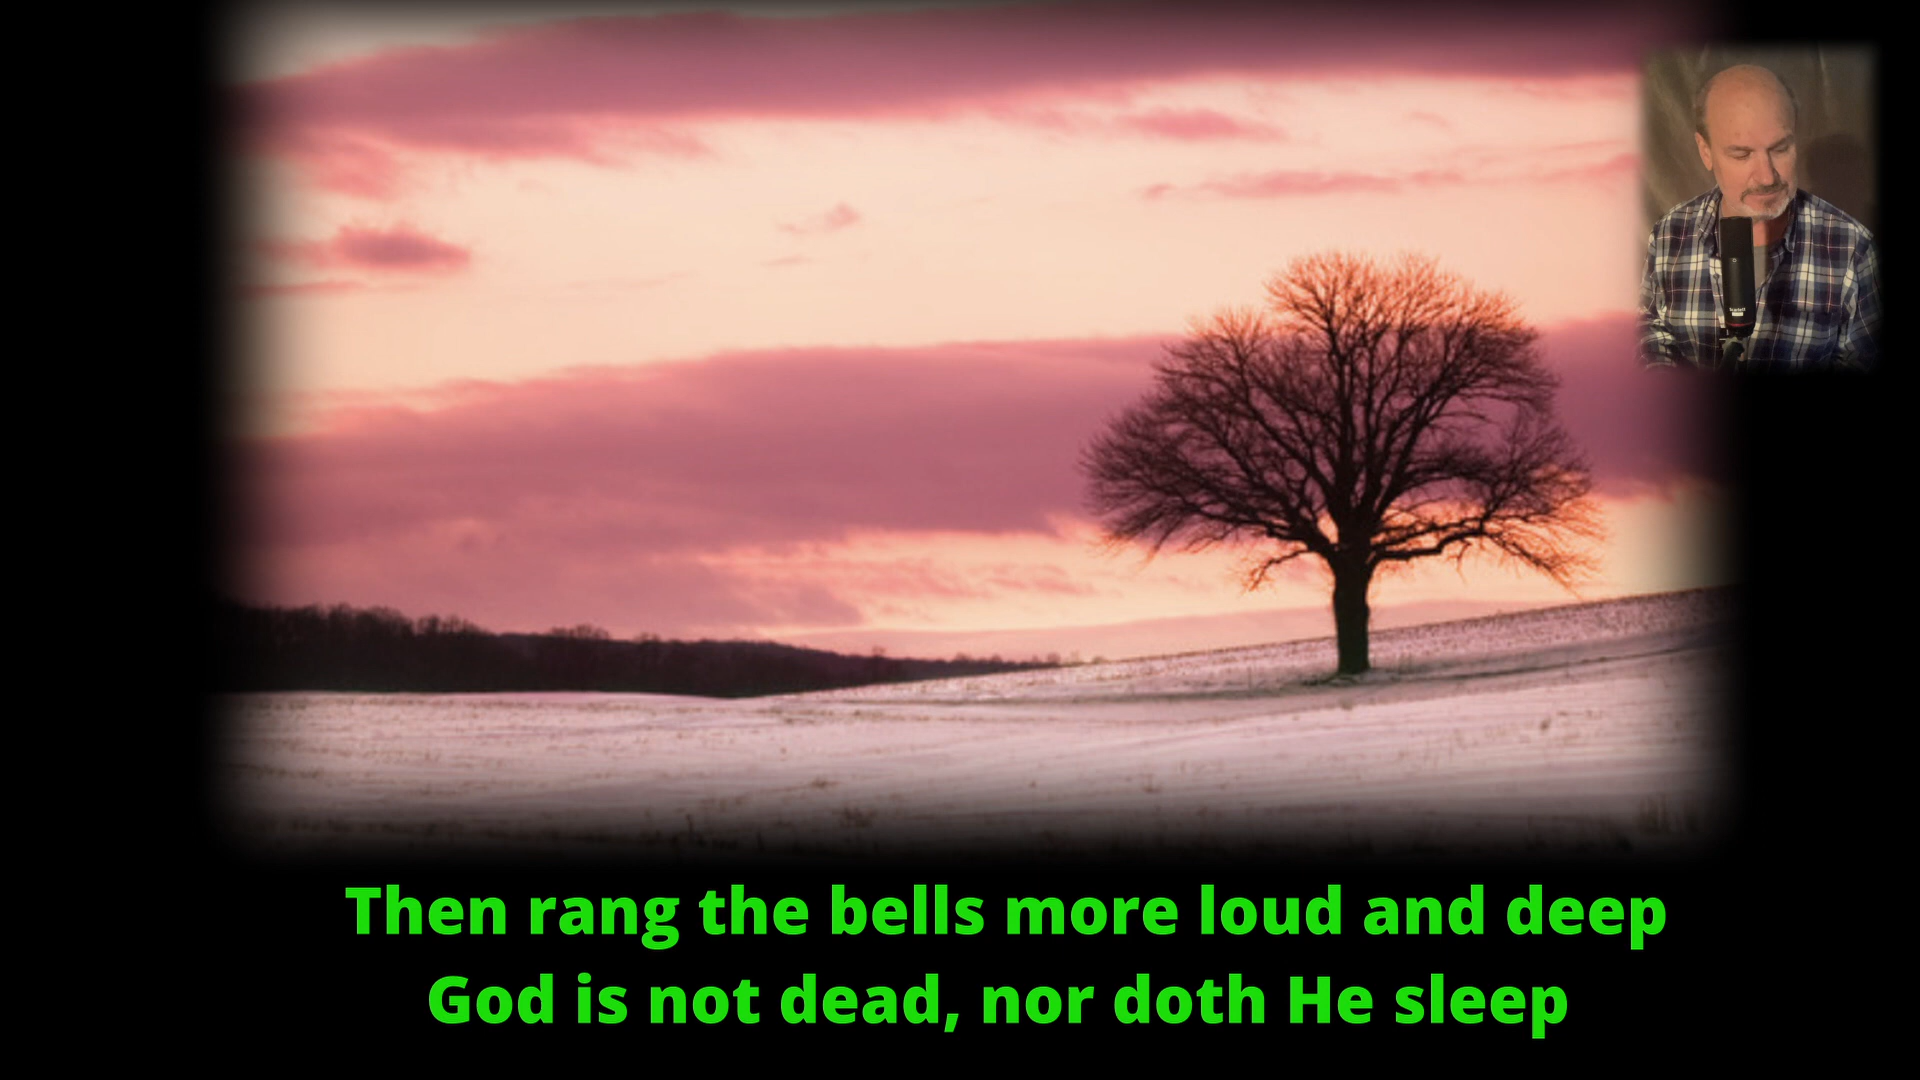 Then rang the bells more loud and deep
God is not dead, nor doth He sleep